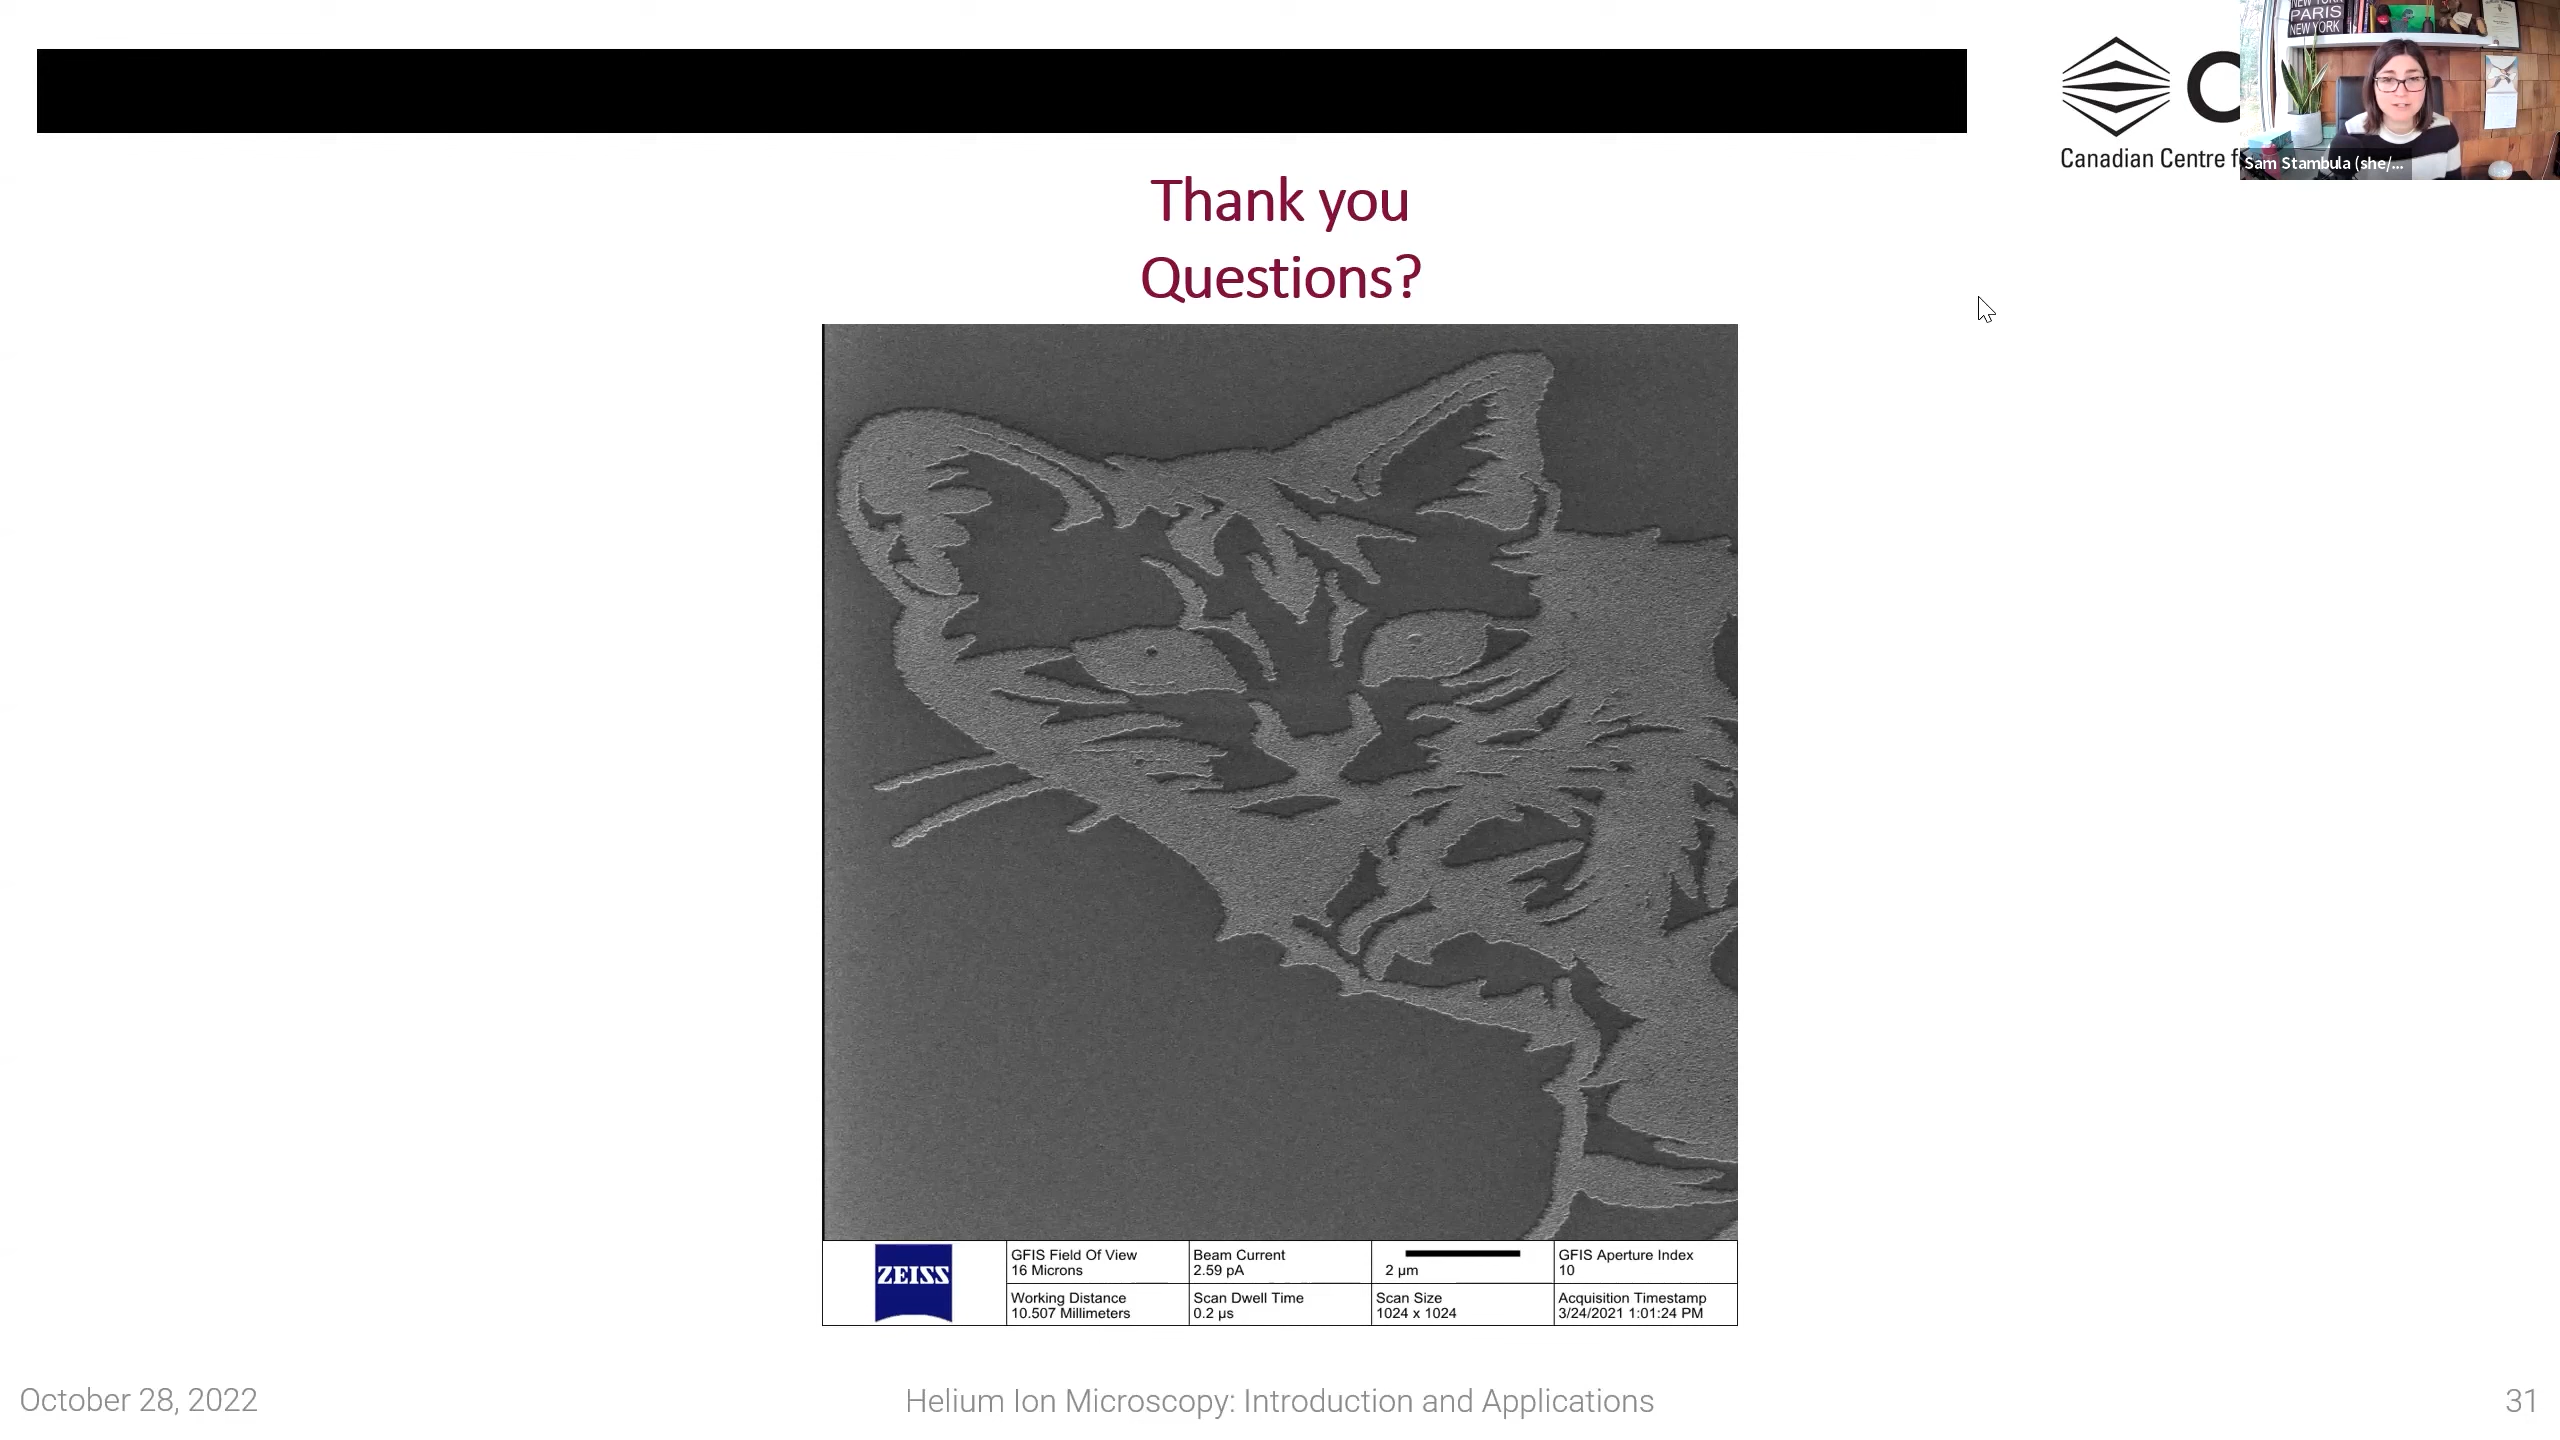 NEW YORK
PARIS
NEW YORK
C
Canadian Centre f
Sam Stambula (she/...
Thank you
Questions?
ZEISS
GFIS Field Of View
16 Microns
Beam Current
2.59 pA
2 µm
GFIS Aperture Index
10
Working Distance
10.507 Millimeters
Scan Dwell Time
0.2 µs
Scan Size
1024 x 1024
Acquisition Timestamp
3/24/2021 1:01:24 PM
October 28, 2022
Helium Ion Microscopy: Introduction and Applications
31